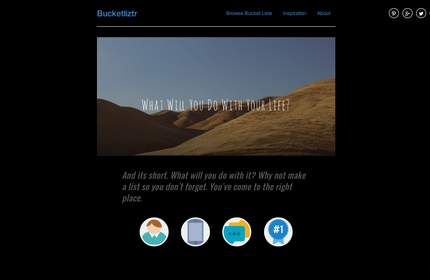 Bucketliztr
Browse Bucket Lists Inspiration About
What Will You Do With Your Life?
And its short. What will you do with it? Why not make
a list so you don't forget. You've come to the right
place.
#1